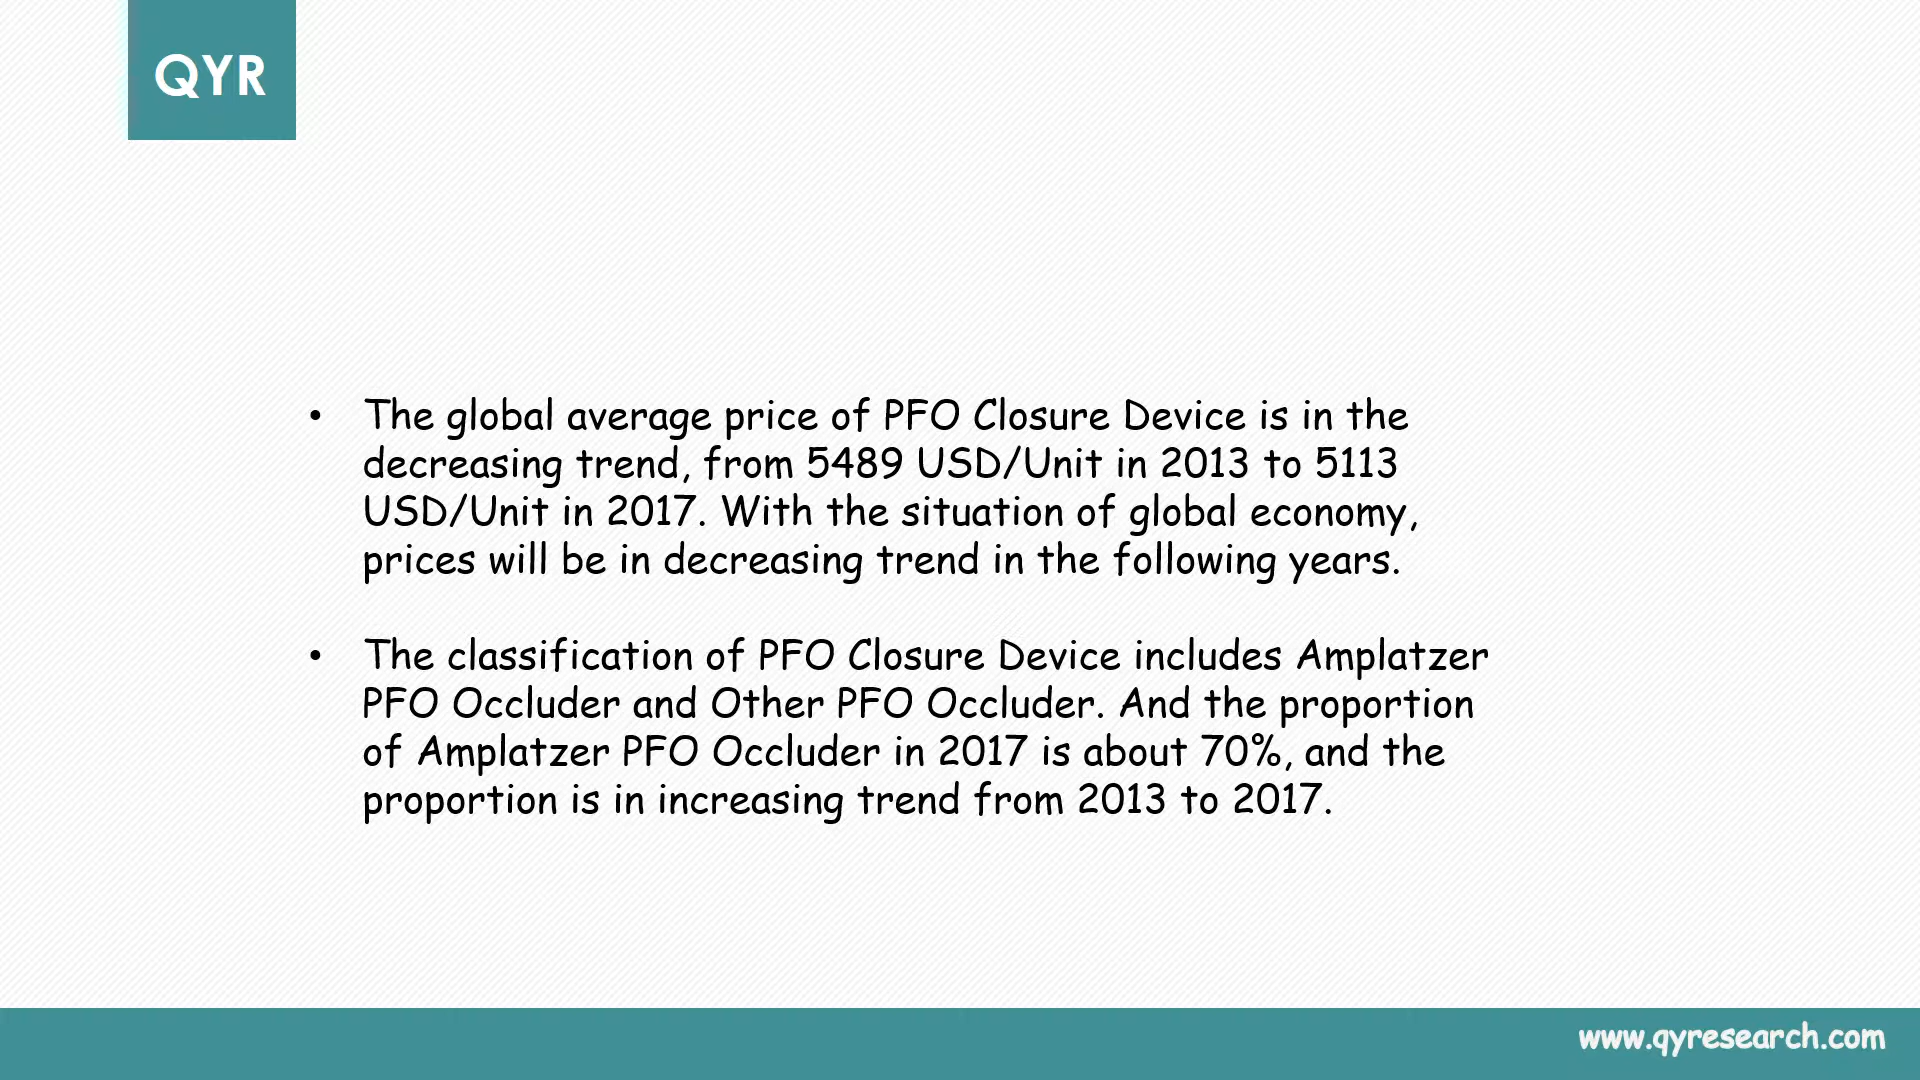 QYR
• The global average price of PFO Closure Device is in the
decreasing trend, from 5489 USD/Unit in 2013 to 5113
USD/Unit in 2017. With the situation of global economy,
prices will be in decreasing trend in the following years.
• The classification of PFO Closure Device includes Amplatzer
PFO Occluder and Other PFO Occluder. And the proportion
of Amplatzer PFO Occluder in 2017 is about 70%, and the
proportion is in increasing trend from 2013 to 2017.
www.qyresearch.com